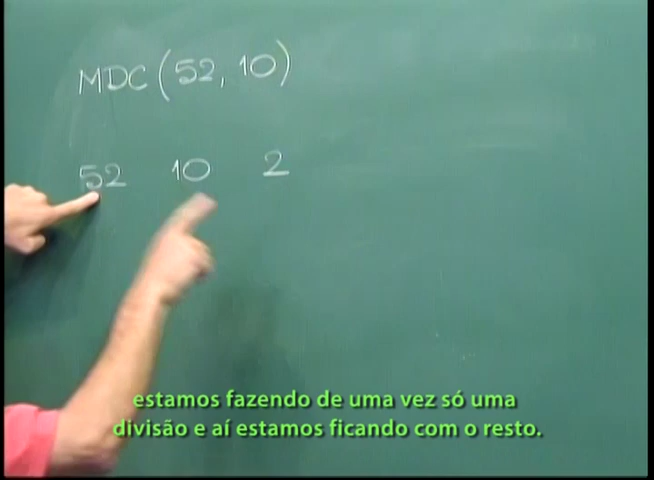 MDC (52, 10)
52 10 2
estamos fazendo de uma vez só uma
divisão e aí estamos ficando com o resto.